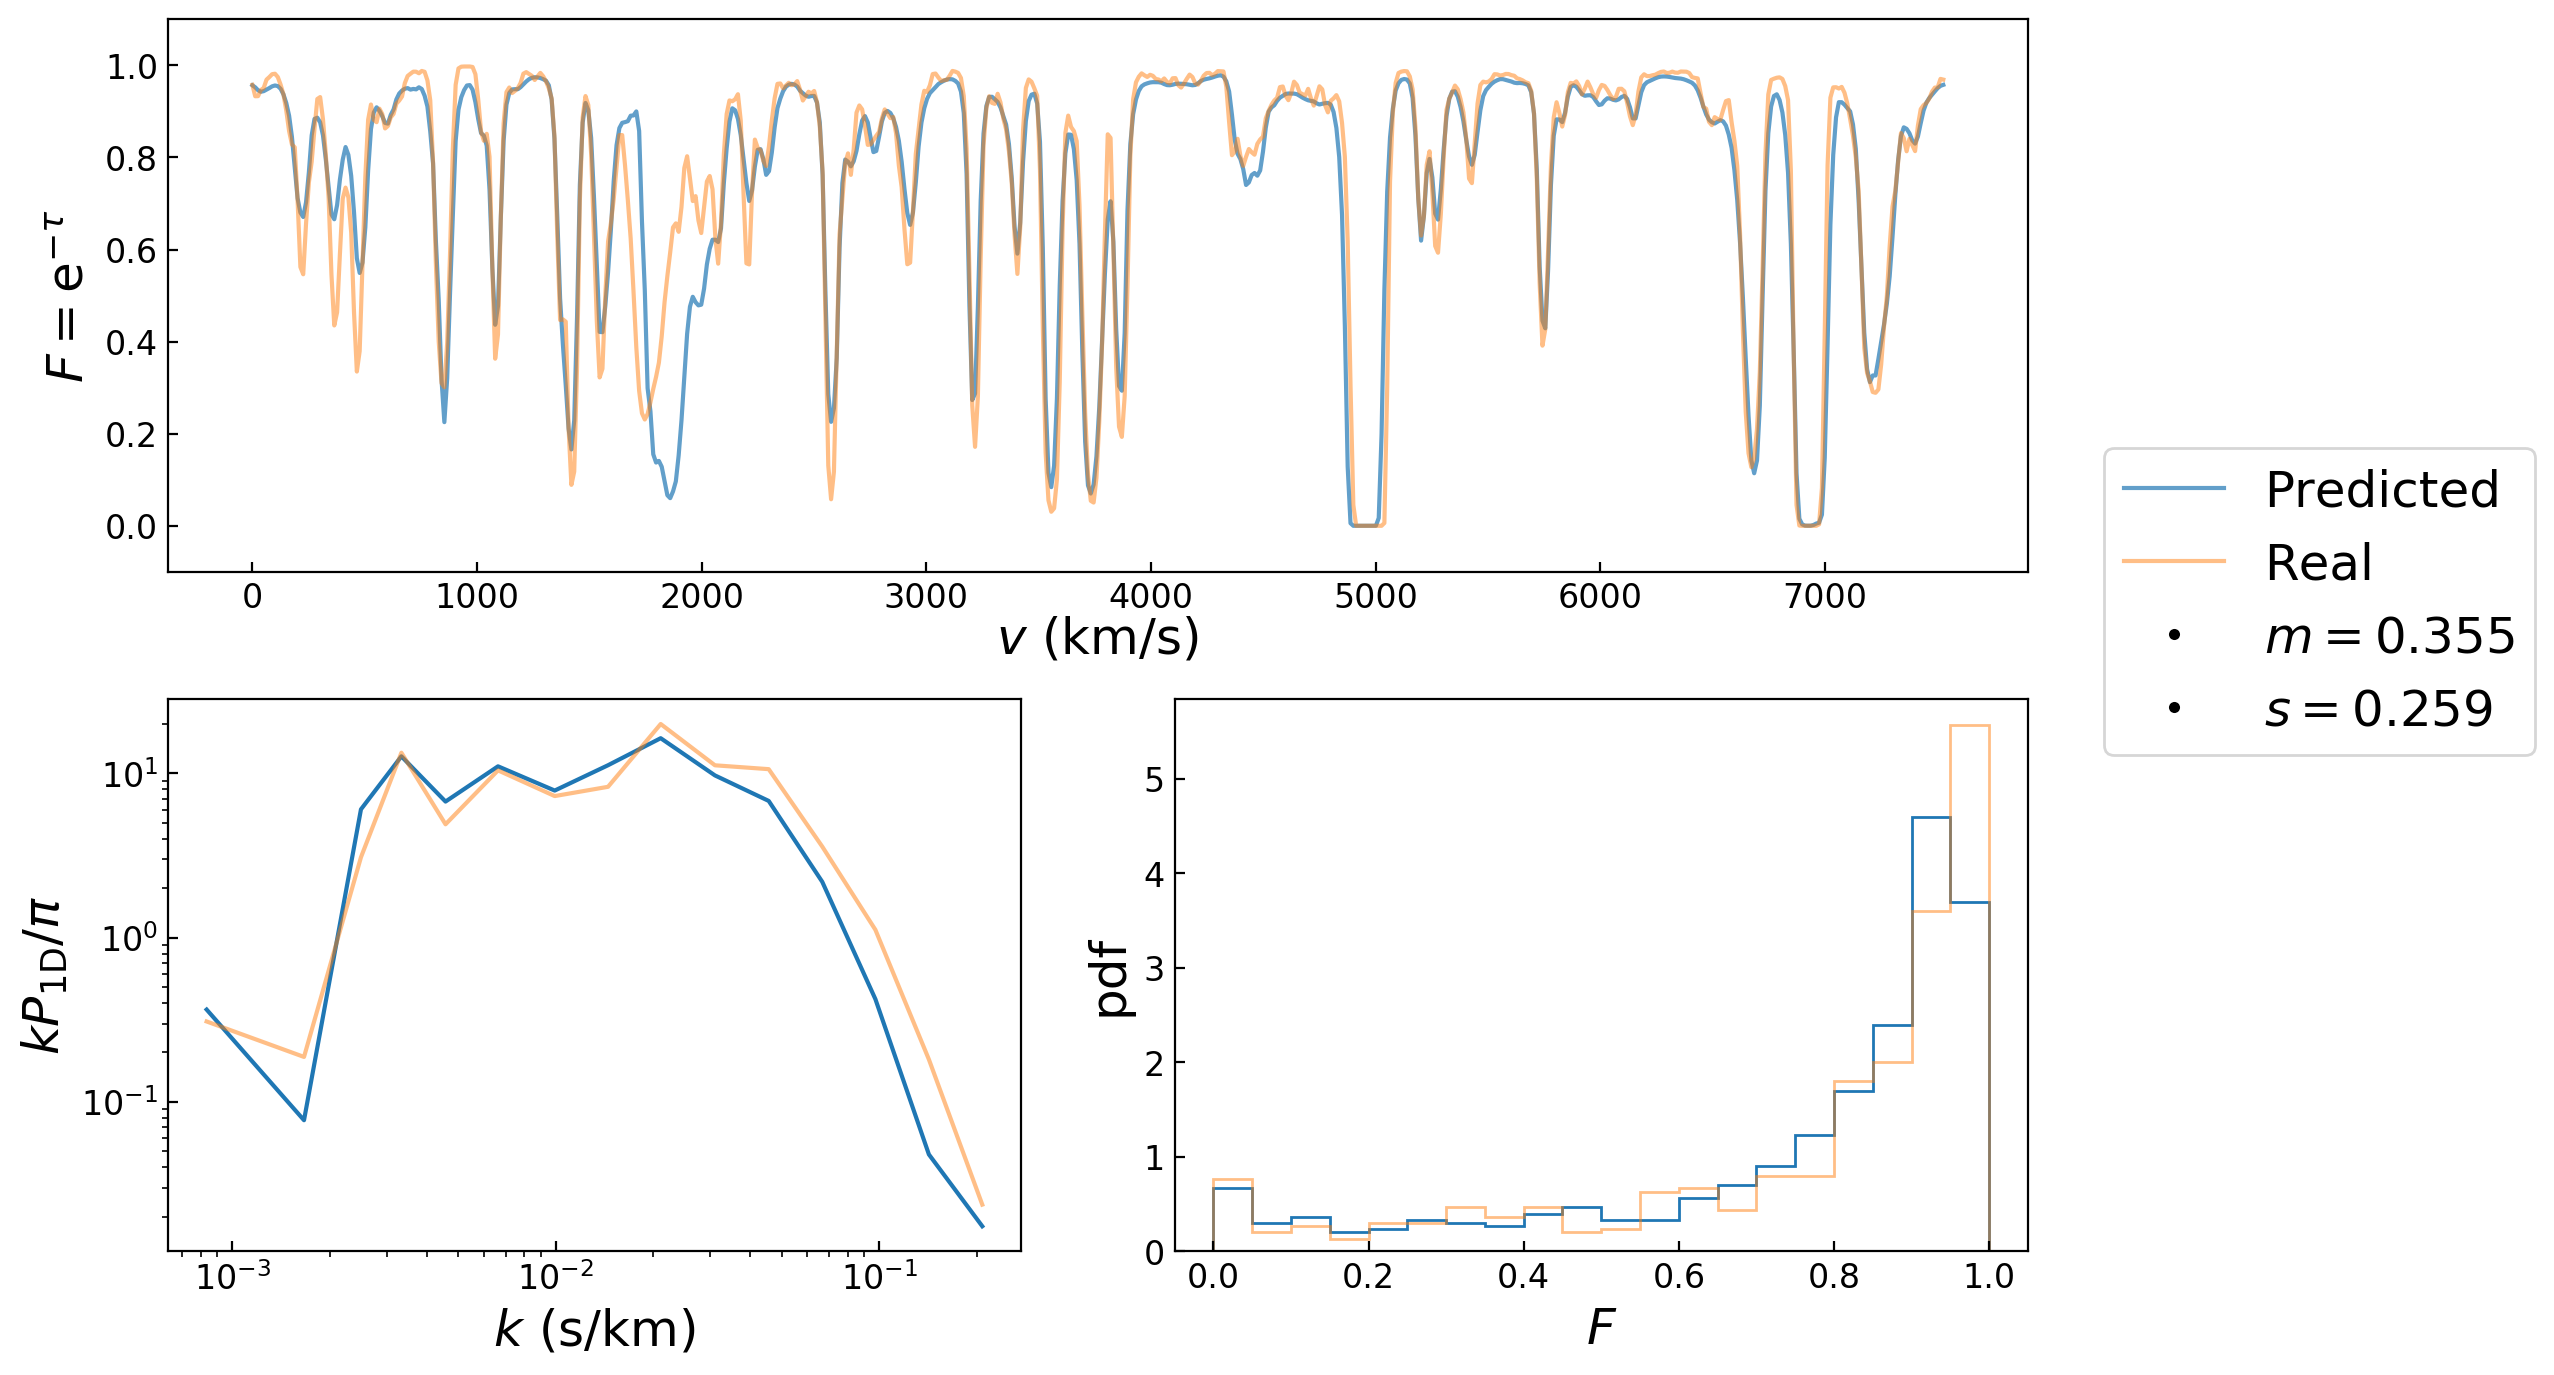 F = e^{−τ}
1.0
0.8
0.6
0.4
0.2
0.0
0 1000 2000 3000 4000 5000 6000 7000
v (km/s)
Predicted
Real
m = 0.355
s = 0.259
kP_{1D}/π
10^1
10^0
10^{−1}
10^{−3} 10^{−2} 10^{−1}
k (s/km)
pdf
5
4
3
2
1
0
0.0 0.2 0.4 0.6 0.8 1.0
F